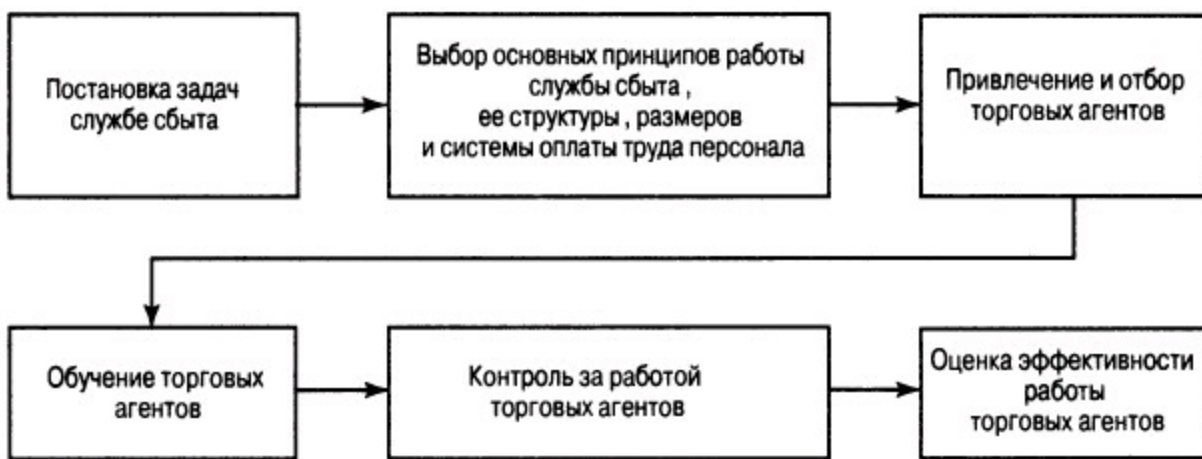 Постановка задач
службе сбыта
Выбор основных принципов работы
службы сбыта ,
ее структуры , размеров
и системы оплаты труда персонала
Привлечение и отбор
торговых агентов
Обучение торговых
агентов
Контроль за работой
торговых агентов
Оценка эффективности
работы
торговых агентов